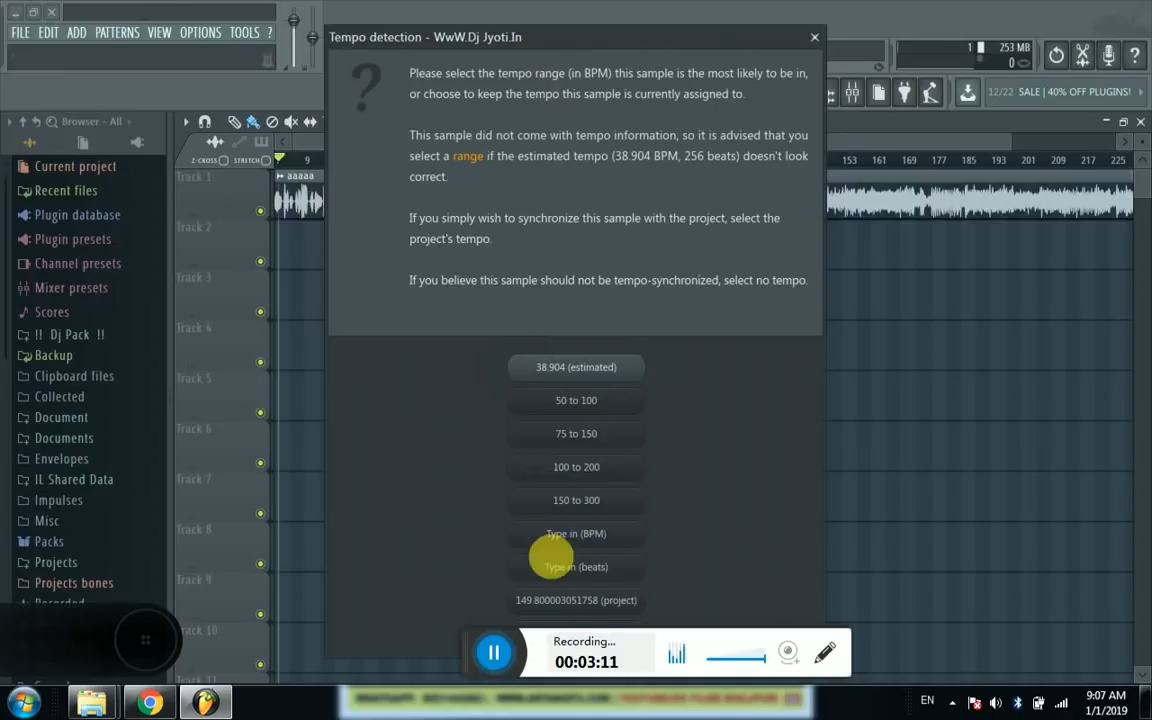 Tempo detection - WwW.Dj Jyoti.In
FILE EDIT ADD PATTERNS VIEW OPTIONS TOOLS ?
1 253 MB
0
12/22 SALE | 40% OFF PLUGINS!
Please select the tempo range (in BPM) this sample is the most likely to be in,
or choose to keep the tempo this sample is currently assigned to.
This sample did not come with tempo information, so it is advised that you
select a range if the estimated tempo (38.904 BPM, 256 beats) doesn't look
correct.
If you simply wish to synchronize this sample with the project, select the
project's tempo.
If you believe this sample should not be tempo-synchronized, select no tempo.
38.904 (estimated)
50 to 100
75 to 150
100 to 200
150 to 300
Type in (BPM)
Type in (beats)
149.800003051758 (project)
Browser - All
Current project
Recent files
Plugin database
Plugin presets
Channel presets
Mixer presets
Scores
!! Dj Pack !!
Backup
Clipboard files
Collected
Document
Documents
Envelopes
IL Shared Data
Impulses
Misc
Packs
Projects
Projects bones
Recorded
Z-CROSS STRETCH
9
153 161 169 177 185 193 201 209 217 225
Track 1
aaaaa
Track 2
Track 3
Track 4
Track 5
Track 6
Track 7
Track 8
Track 9
Track 10
Recording...
00:03:11
EN
9:07 AM
1/1/2019